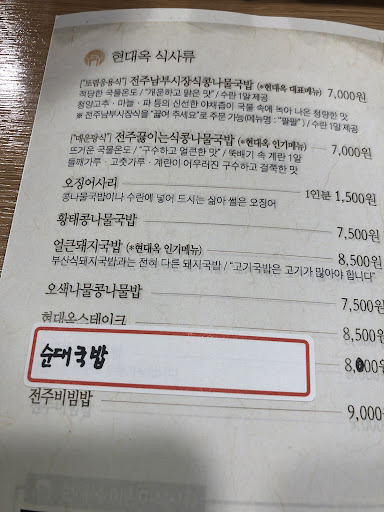 현대옥 식사류
["토렴응용식"] 전주남부시장식콩나물국밥 (*현대옥 대표메뉴) 7,000원
적당한 국물온도 / "개운하고 맑은 맛" / 수란 1알 제공
청양고추·마늘·파 등의 신선한 야채즙이 국물 속에 녹아 나온 청량한 맛
※ 전주남부시장식을 "끓여 주세요"로 주문 가능(메뉴명 : "팔팔") / 수란 1알 제공
["매운탕식"] 전주끓이는식콩나물국밥 (*현대옥 인기메뉴) 7,000원
뜨거운 국물온도 / "구수하고 얼큰한 맛" / 뚝배기 속 계란 1알
들깨가루·고춧가루·계란이 어우러진 구수하고 걸쭉한 맛
오징어사리 1인분 1,500원
콩나물국밥이나 수란에 넣어 드시는 삶아 썰은 오징어
황태콩나물국밥 7,500원
얼큰돼지국밥 (*현대옥 인기메뉴) 8,500원
부산식돼지국밥과는 전혀 다른 돼지국밥 / "고기국밥은 고기가 많아야 합니다"
오색나물콩나물밥 7,500원
현대옥스테이크 8,500원
순대국밥 8,000원
전주비빔밥 9,000원